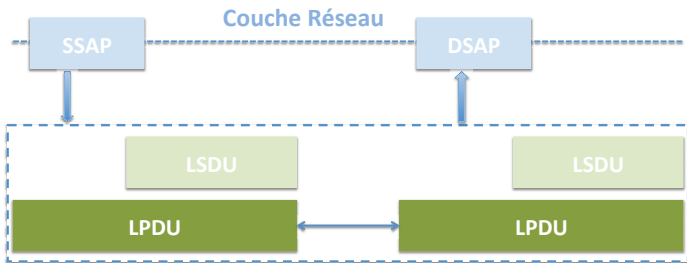 Couche Réseau
SSAP
DSAP
LSDU
LSDU
LPDU
LPDU